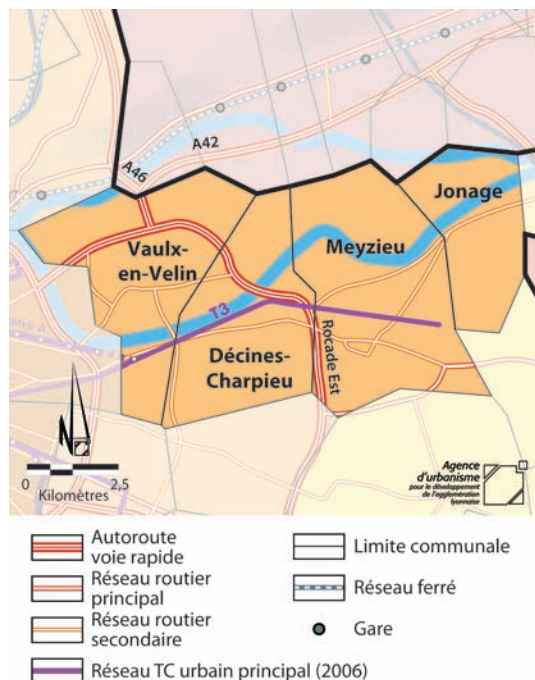 A42
A46
Jonage
Vaulx-
en-Velin
Meyzieu
T3
Rocade Est
Décines-
Charpieu
N
0 2,5
Kilomètres
Agence
d'urbanisme
pour le développement
de l'agglomération
lyonnaise
Autoroute
voie rapide
Réseau routier
principal
Réseau routier
secondaire
Réseau TC urbain principal (2006)
Limite communale
Réseau ferré
Gare